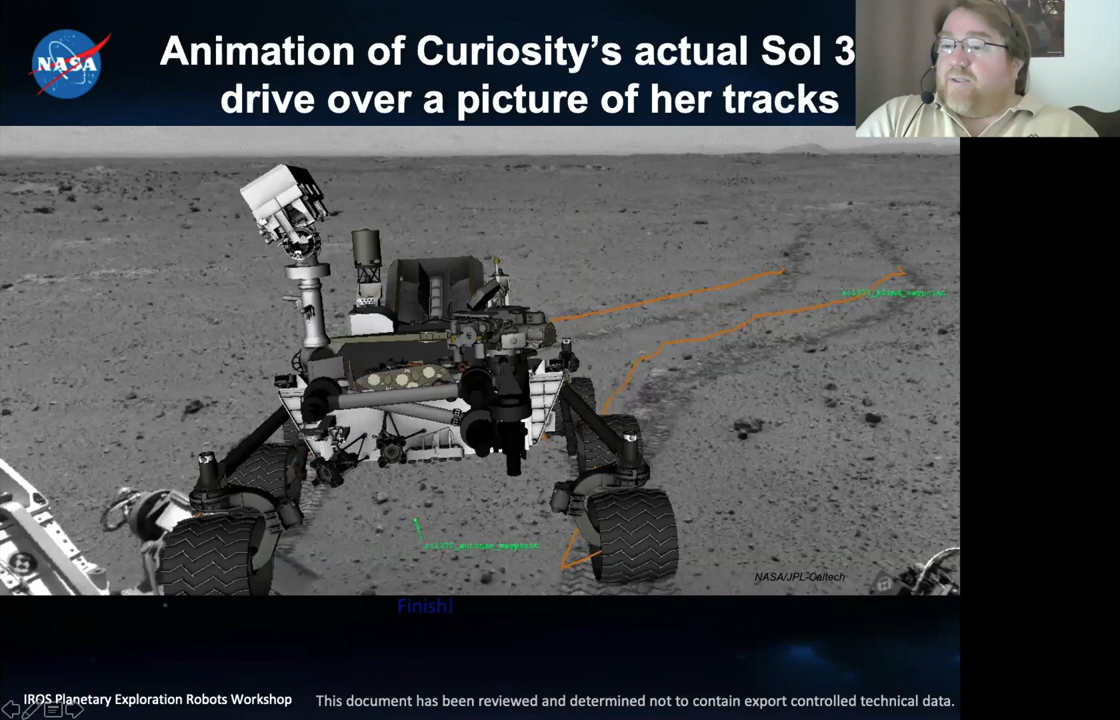 NASA
Animation of Curiosity's actual Sol 3
drive over a picture of her tracks
NASA/JPL-Caltech
Finish!
IROS Planetary Exploration Robots Workshop
This document has been reviewed and determined not to contain export controlled technical data.